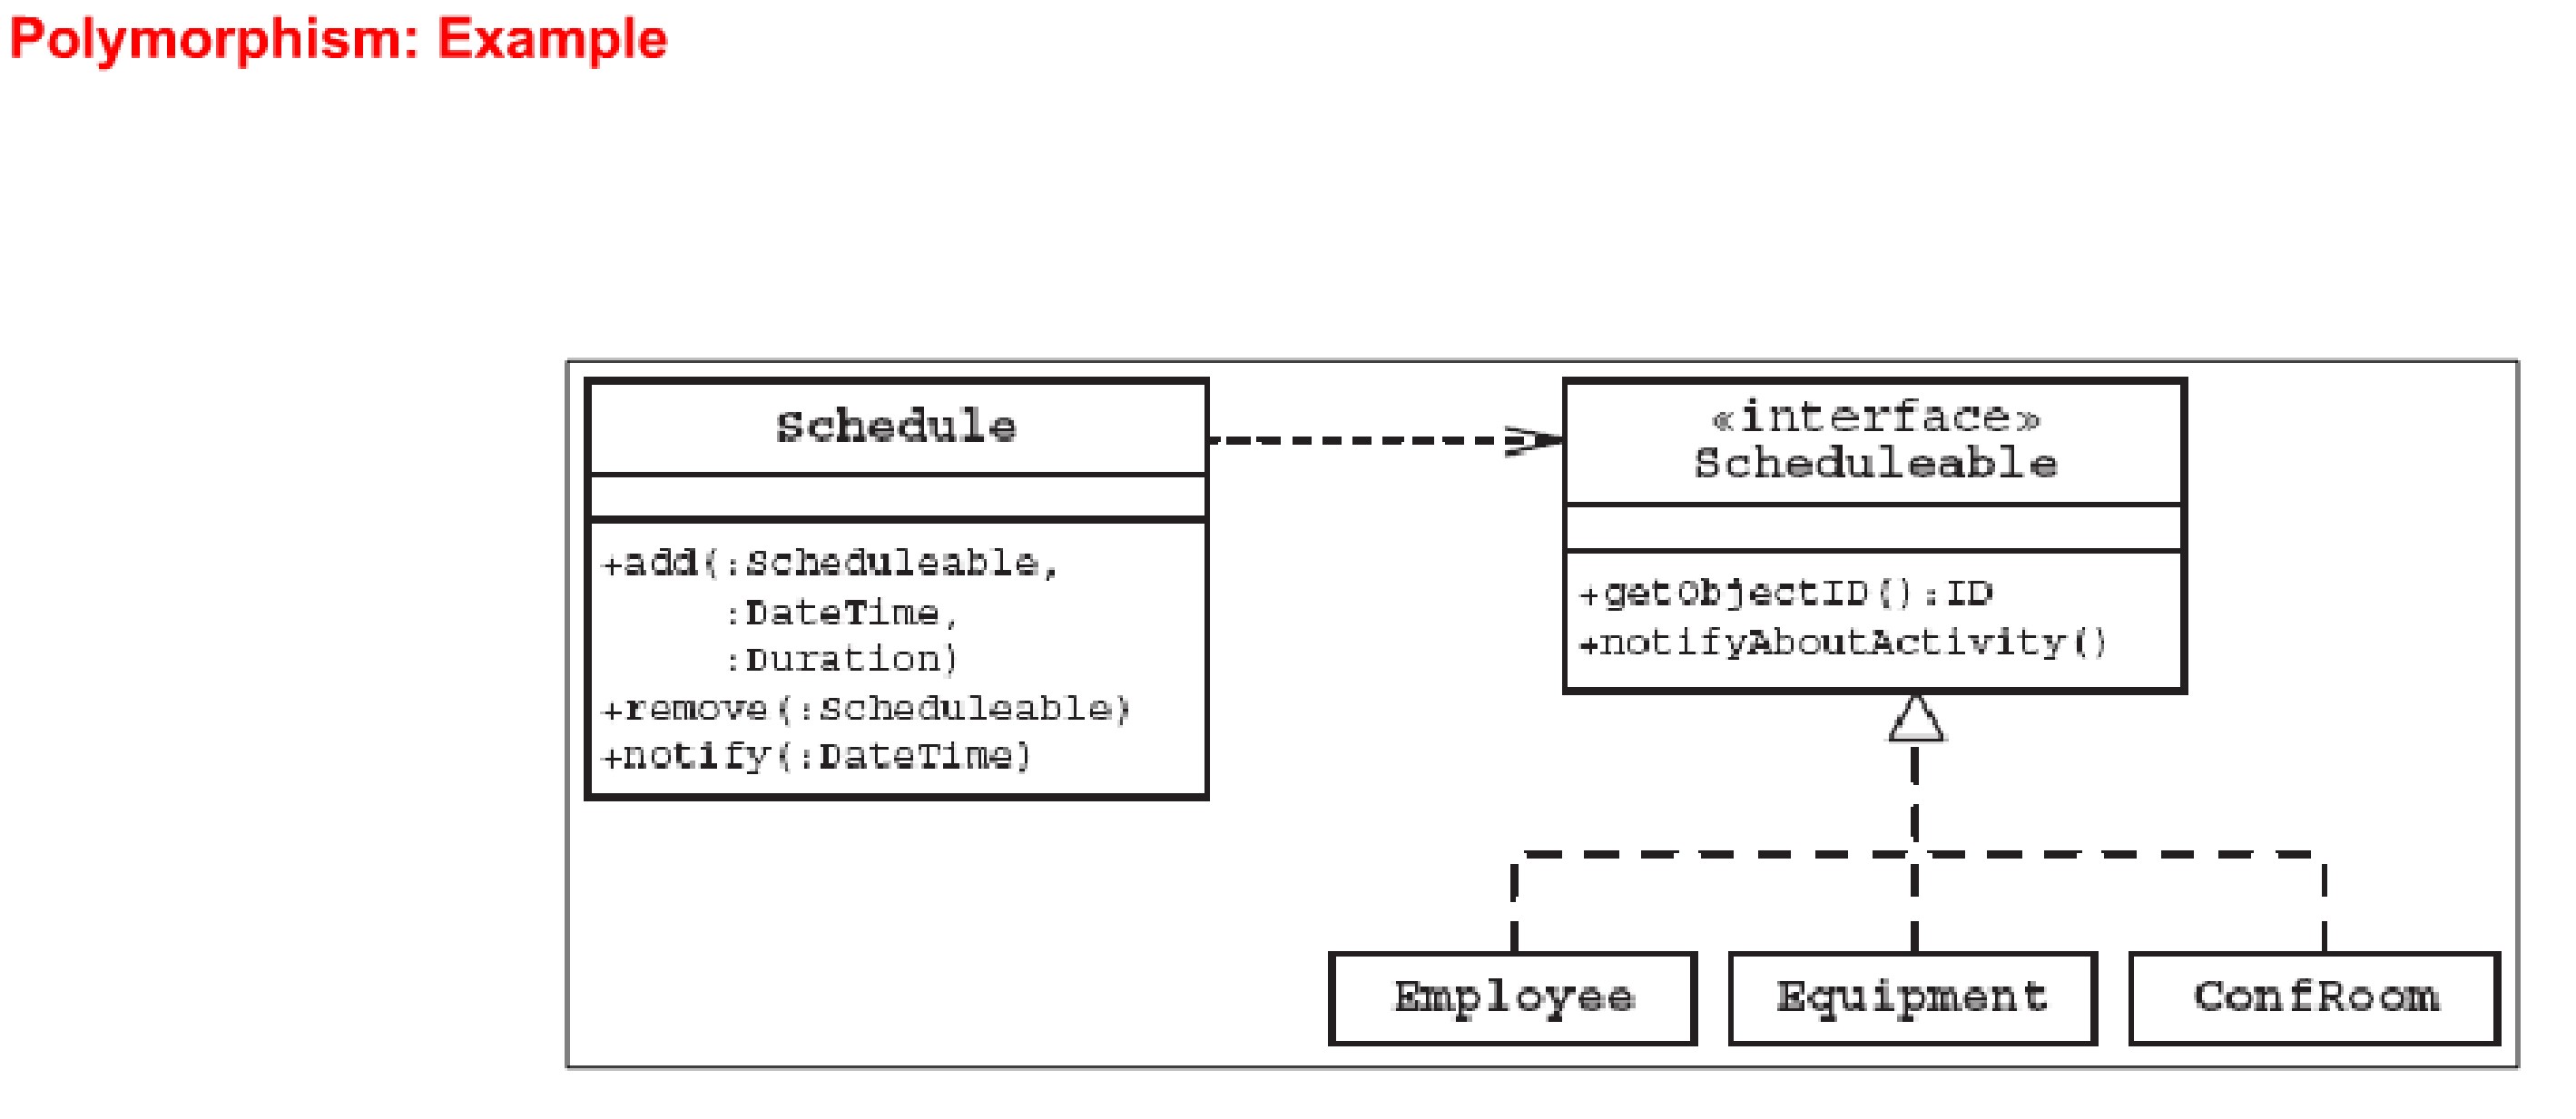 Polymorphism: Example
Schedule
+add(:Scheduleable,
:DateTime,
:Duration)
+remove(:Scheduleable)
+notify(:DateTime)
«interface»
Scheduleable
+getObjectID():ID
+notifyAboutActivity()
Employee
Equipment
ConfRoom